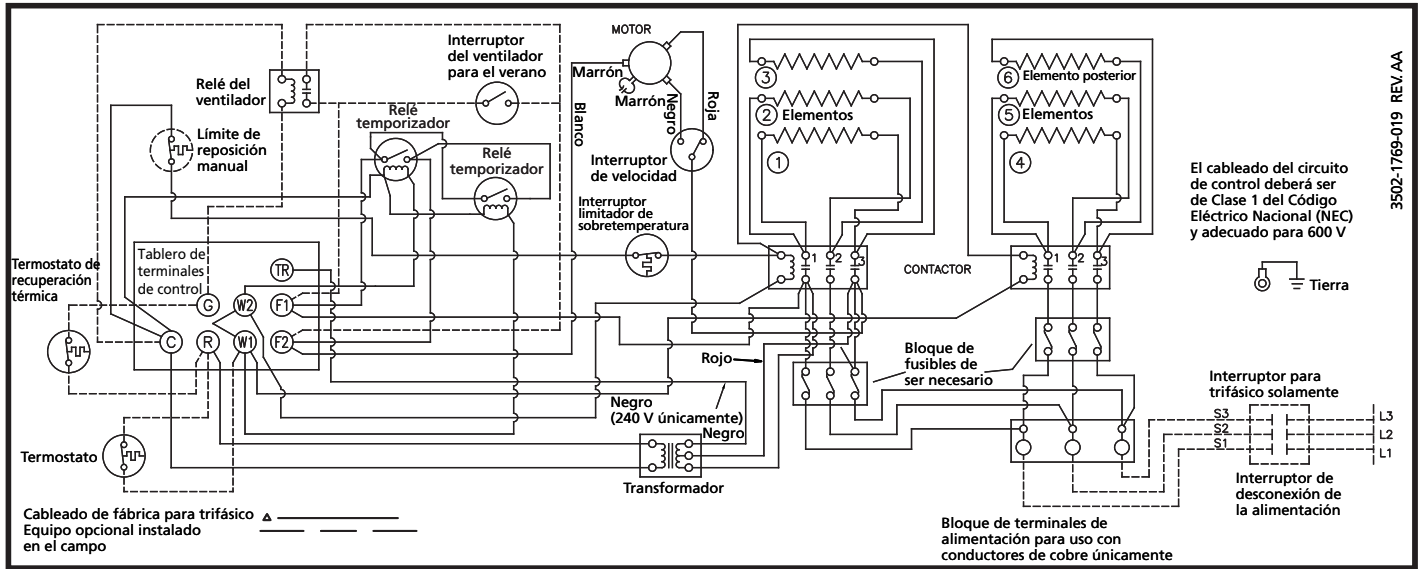 MOTOR
Interruptor
del ventilador
para el verano
Relé del
ventilador
Marrón
Marrón
Negro
Roja
Blanco
3
2 Elementos
1
6 Elemento posterior
5 Elementos
4
3502-1769-019 REV. AA
Límite de
reposición
manual
Relé
temporizador
Relé
temporizador
Interruptor
de velocidad
Interruptor
limitador de
sobretemperatura
El cableado del circuito
de control deberá ser
de Clase 1 del Código
Eléctrico Nacional (NEC)
y adecuado para 600 V
Tierra
Termostato de
recuperación
térmica
Tablero de
terminales
de control
TR
G
W2
F1
C
R
W1
F2
1
2
3
CONTACTOR
1
2
3
Rojo
Bloque de
fusibles de
ser necesario
Negro
(240 V únicamente)
Negro
Interruptor para
trifásico solamente
S3
S2
S1
L3
L2
L1
Termostato
Transformador
Interruptor de
desconexión de
la alimentación
Cableado de fábrica para trifásico
Equipo opcional instalado
en el campo
Bloque de terminales de
alimentación para uso con
conductores de cobre únicamente